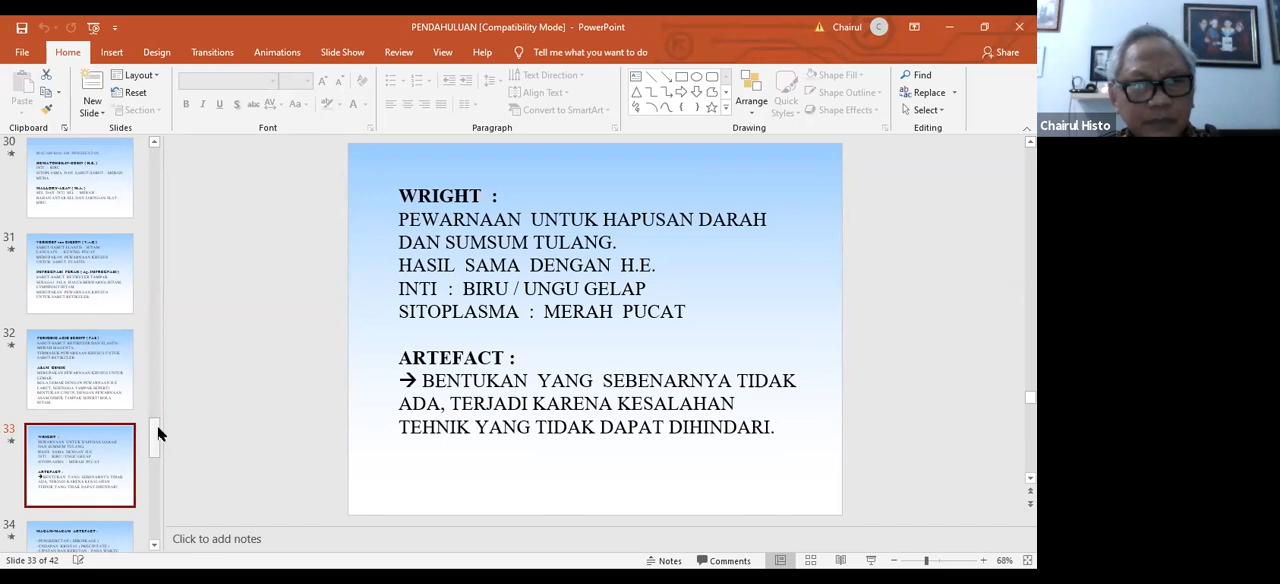 PENDAHULUAN [Compatibility Mode] - PowerPoint
Chairul
C
File Home Insert Design Transitions Animations Slide Show Review View Help Tell me what you want to do
Share
Paste
New
Slide
Layout
Reset
Section
B I U S abc AV Aa A
Text Direction
Align Text
Convert to SmartArt
Arrange
Quick
Styles
Shape Fill
Shape Outline
Shape Effects
Find
Replace
Select
Clipboard Slides Font Paragraph Drawing Editing
Chairul Histo
30
31
32
33
34
WRIGHT :
PEWARNAAN UNTUK HAPUSAN DARAH
DAN SUMSUM TULANG.
HASIL SAMA DENGAN H.E.
INTI : BIRU / UNGU GELAP
SITOPLASMA : MERAH PUCAT
ARTEFACT :
➔ BENTUKAN YANG SEBENARNYA TIDAK
ADA, TERJADI KARENA KESALAHAN
TEHNIK YANG TIDAK DAPAT DIHINDARI.
Click to add notes
Slide 33 of 42
Notes
Comments
68%